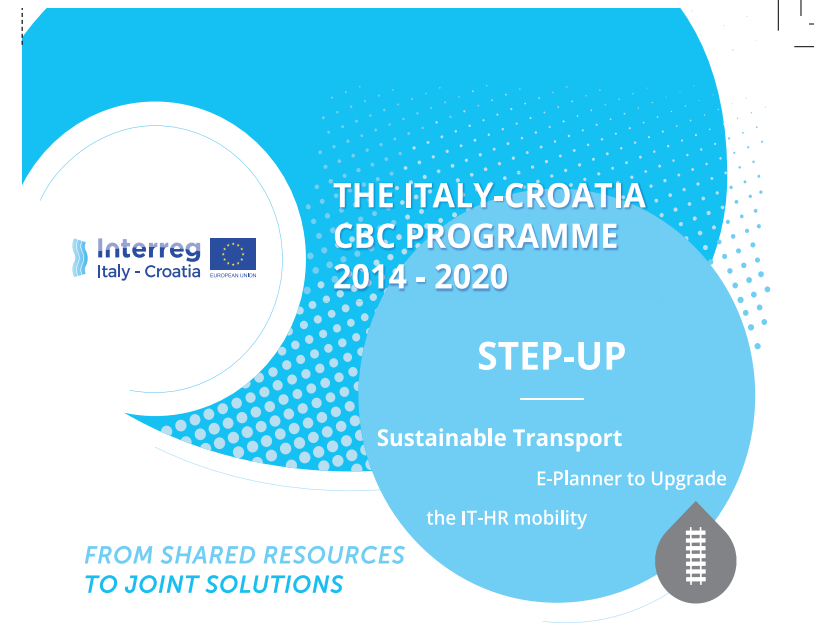 THE ITALY-CROATIA
CBC PROGRAMME
2014 - 2020
Interreg
Italy - Croatia
EUROPEAN UNION
STEP-UP
Sustainable Transport
E-Planner to Upgrade
the IT-HR mobility
FROM SHARED RESOURCES
TO JOINT SOLUTIONS